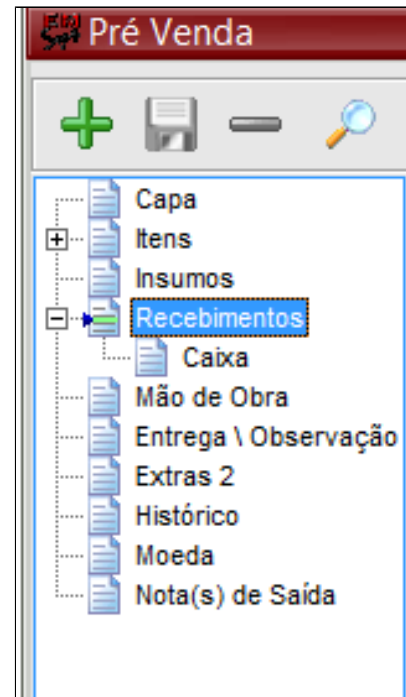 Pré Venda
Capa
Itens
Insumos
Recebimentos
Caixa
Mão de Obra
Entrega \ Observação
Extras 2
Histórico
Moeda
Nota(s) de Saída